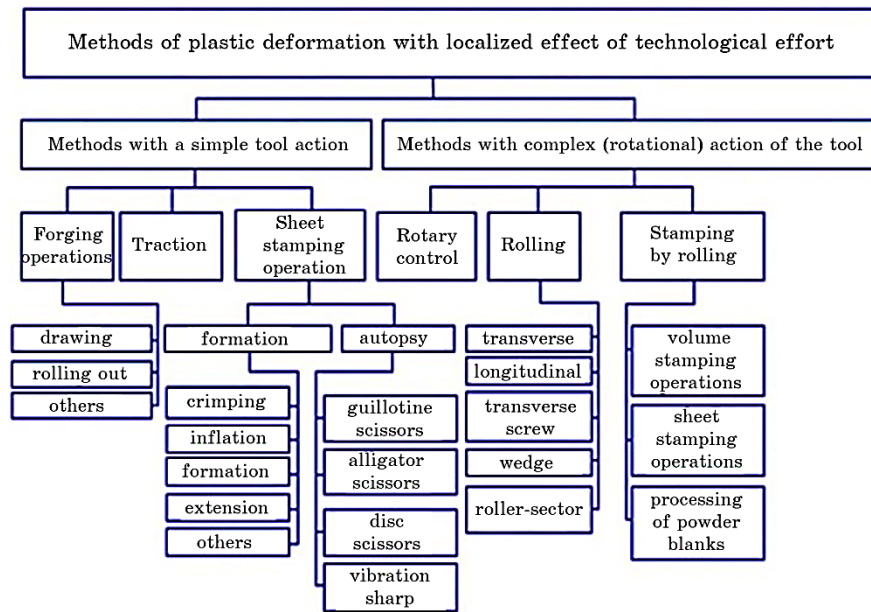 Methods of plastic deformation with localized effect of technological effort
Methods with a simple tool action
Methods with complex (rotational) action of the tool
Forging
operations
Traction
Sheet
stamping
operation
Rotary
control
Rolling
Stamping
by rolling
drawing
rolling out
others
formation
autopsy
crimping
inflation
formation
extension
others
guillotine
scissors
alligator
scissors
disc
scissors
vibration
sharp
transverse
longitudinal
transverse
screw
wedge
roller-sector
volume
stamping
operations
sheet
stamping
operations
processing
of powder
blanks